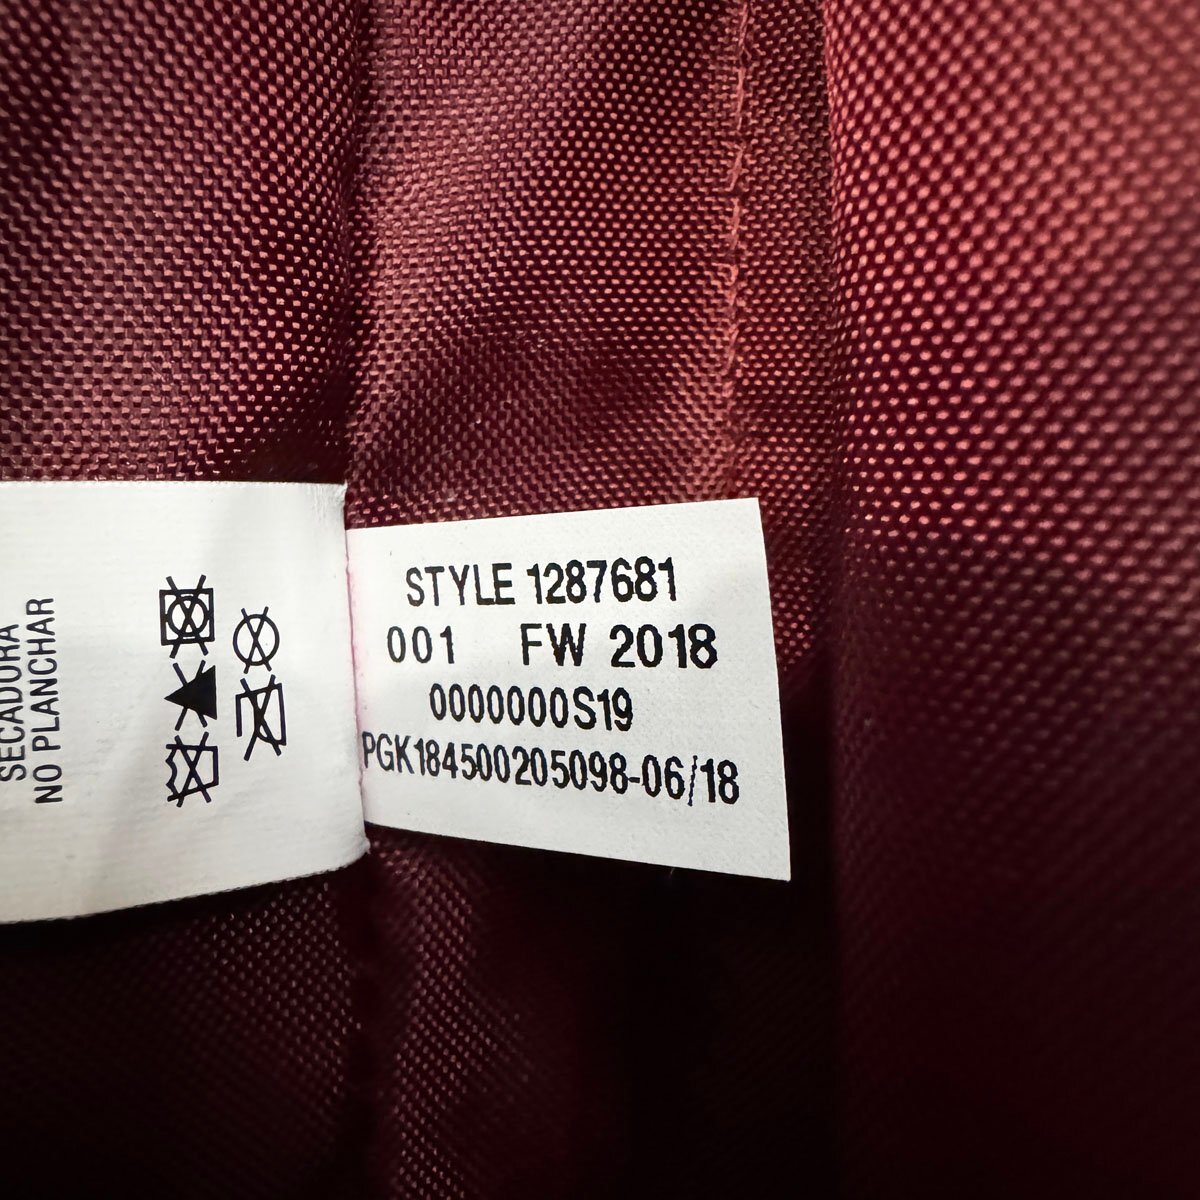 SECADORA
NO PLANCHAR
STYLE 1287681
001 FW 2018
0000000S19
PGK184500205098-06/18